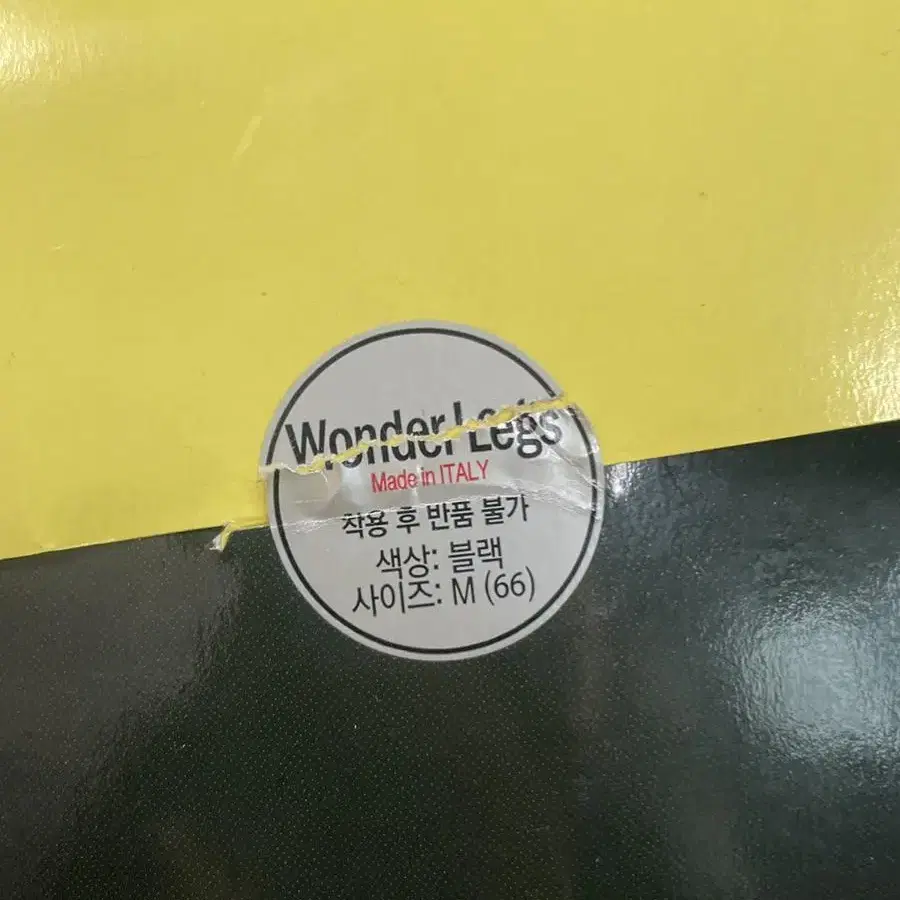 Wonder Legs
Made in ITALY
착용 후 반품 불가
색상: 블랙
사이즈: M (66)